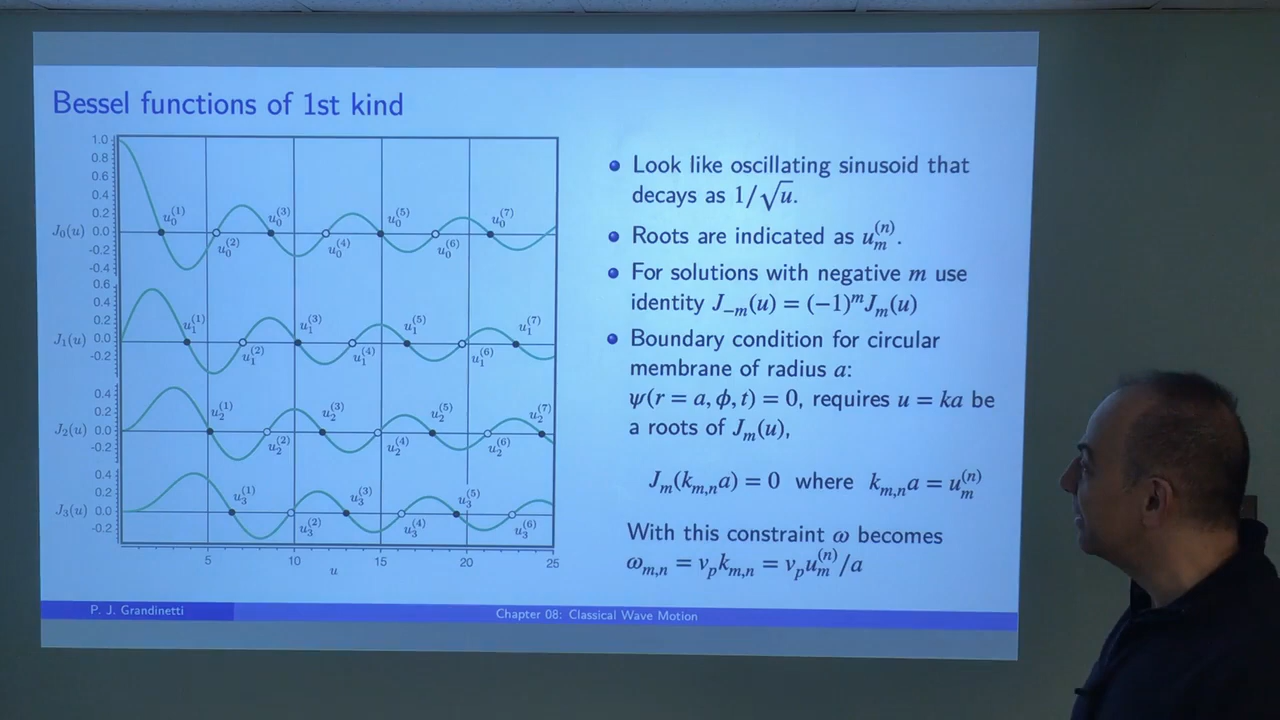 Bessel functions of 1st kind
1.0
0.8
0.6
0.4
0.2
J₀(u) 0.0
-0.2
-0.4
u₀⁽¹⁾
u₀⁽²⁾
u₀⁽³⁾
u₀⁽⁴⁾
u₀⁽⁵⁾
u₀⁽⁶⁾
u₀⁽⁷⁾
0.6
0.4
0.2
J₁(u) 0.0
-0.2
u₁⁽¹⁾
u₁⁽²⁾
u₁⁽³⁾
u₁⁽⁴⁾
u₁⁽⁵⁾
u₁⁽⁶⁾
u₁⁽⁷⁾
0.4
0.2
J₂(u) 0.0
-0.2
u₂⁽¹⁾
u₂⁽²⁾
u₂⁽³⁾
u₂⁽⁴⁾
u₂⁽⁵⁾
u₂⁽⁶⁾
u₂⁽⁷⁾
0.4
0.2
J₃(u) 0.0
-0.2
u₃⁽¹⁾
u₃⁽²⁾
u₃⁽³⁾
u₃⁽⁴⁾
u₃⁽⁵⁾
u₃⁽⁶⁾
5 10 15 20 25
u
Look like oscillating sinusoid that
decays as 1/√u.
Roots are indicated as uₘ⁽ⁿ⁾.
For solutions with negative m use
identity J₋ₘ(u) = (−1)ᵐJₘ(u)
Boundary condition for circular
membrane of radius a:
ψ(r = a, ϕ, t) = 0, requires u = ka be
a roots of Jₘ(u),
Jₘ(kₘ,ₙa) = 0 where kₘ,ₙa = uₘ⁽ⁿ⁾
With this constraint ω becomes
ωₘ,ₙ = vₚkₘ,ₙ = vₚuₘ⁽ⁿ⁾/a
P. J. Grandinetti
Chapter 08: Classical Wave Motion